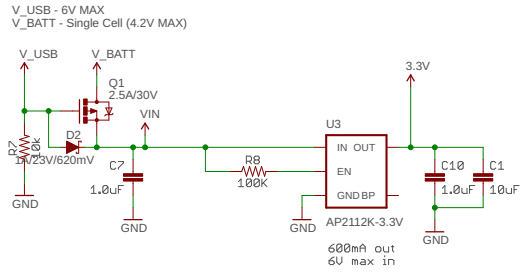 V_USB - 6V MAX
V_BATT - Single Cell (4.2V MAX)
V_USB
V_BATT
Q1
2.5A/30V
3.3V
VIN
U3
R7
10k
D2
1A/23V/620mV
C7
1.0uF
R8
100K
IN OUT
EN
GND BP
AP2112K-3.3V
C10
1.0uF
C1
10uF
GND
GND
GND
GND
600mA out
6V max in